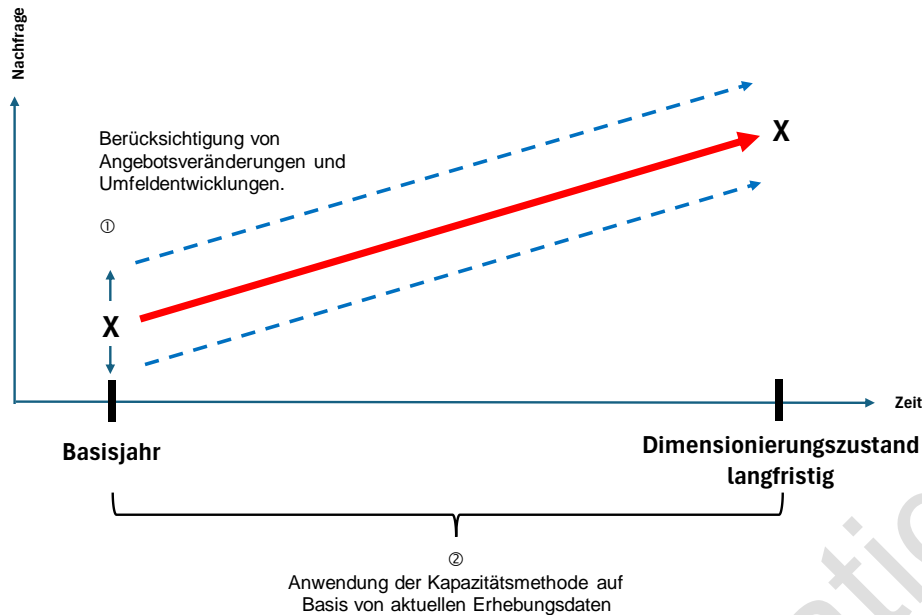 Nachfrage
Berücksichtigung von
Angebotsveränderungen und
Umfeldentwicklungen.
①
X
X
Zeit
Basisjahr
Dimensionierungszustand
langfristig
②
Anwendung der Kapazitätsmethode auf
Basis von aktuellen Erhebungsdaten